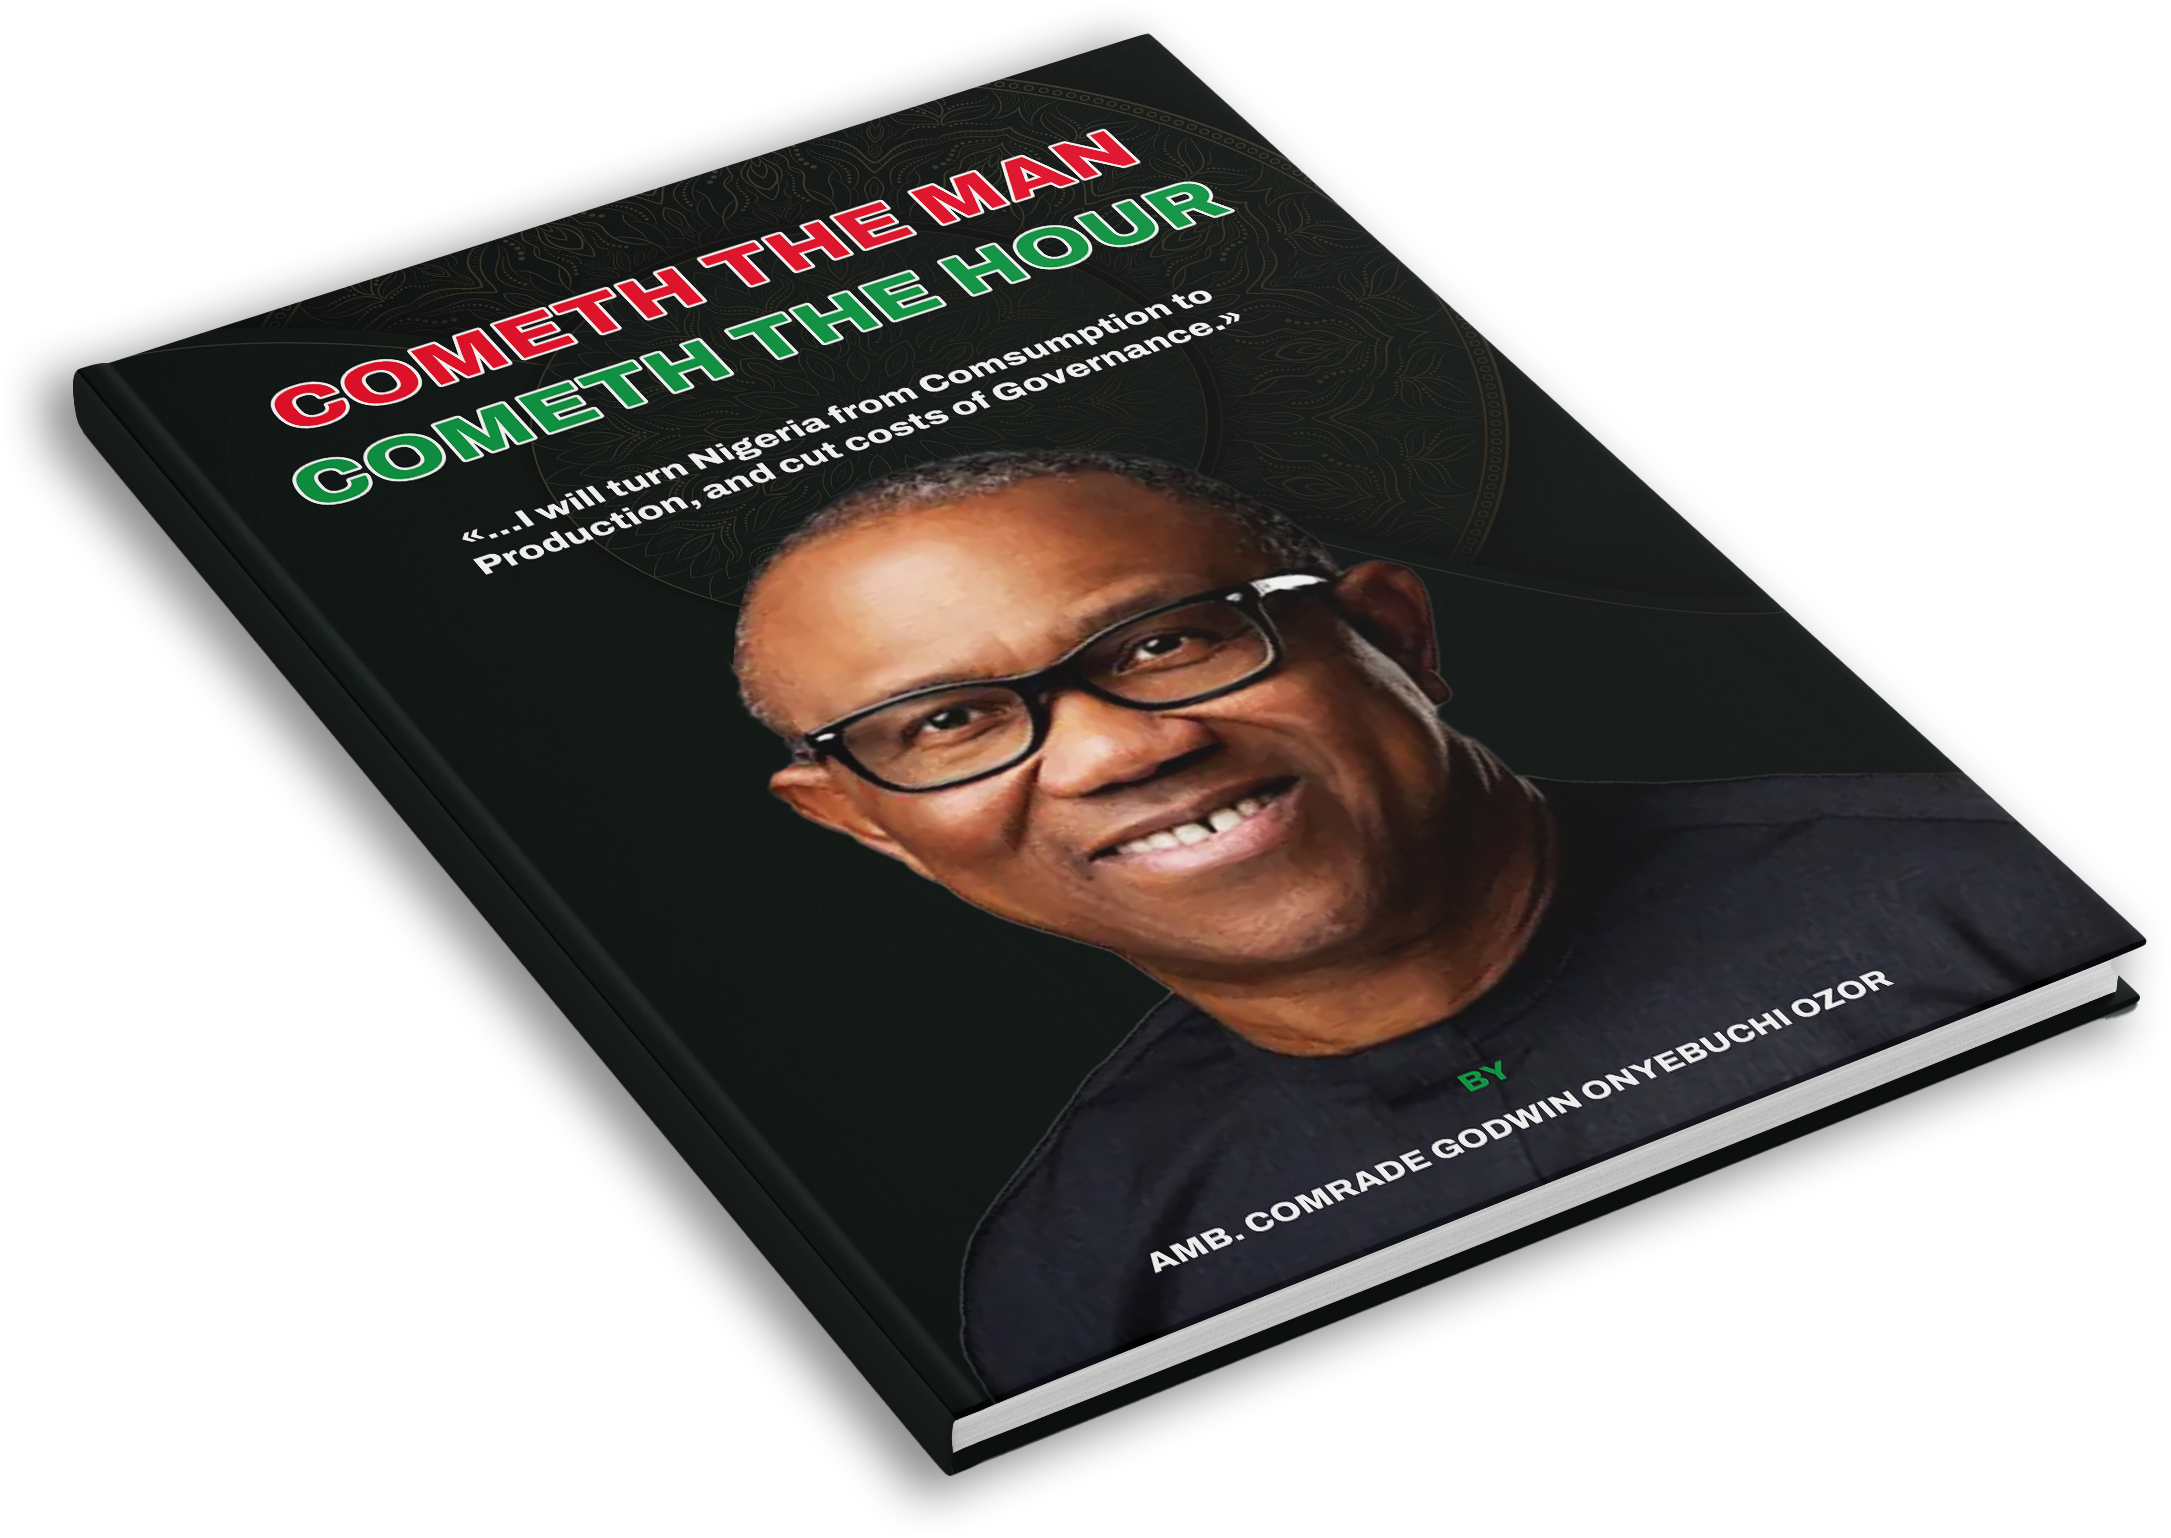 COMETH THE MAN
COMETH THE HOUR
«...I will turn Nigeria from Comsumption to
Production, and cut costs of Governance.»
BY
AMB. COMRADE GODWIN ONYEBUCHI OZOR